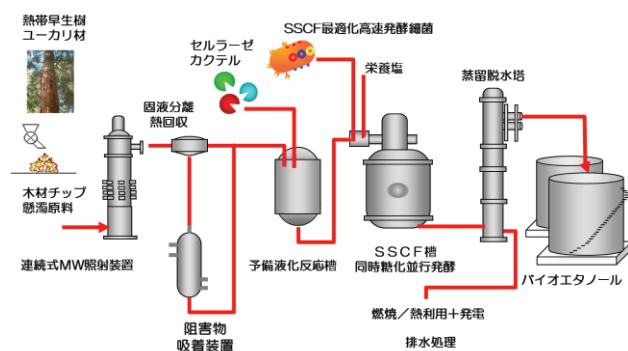 熱帯早生樹
ユーカリ材
SSCF最適化高速発酵細菌
セルラーゼ
カクテル
栄養塩
蒸留脱水塔
固液分離
熱回収
木材チップ
懸濁原料
連続式MW照射装置
予備液化反応槽
SSCF槽
同時糖化並行発酵
バイオエタノール
阻害物
吸着装置
燃焼／熱利用＋発電
排水処理